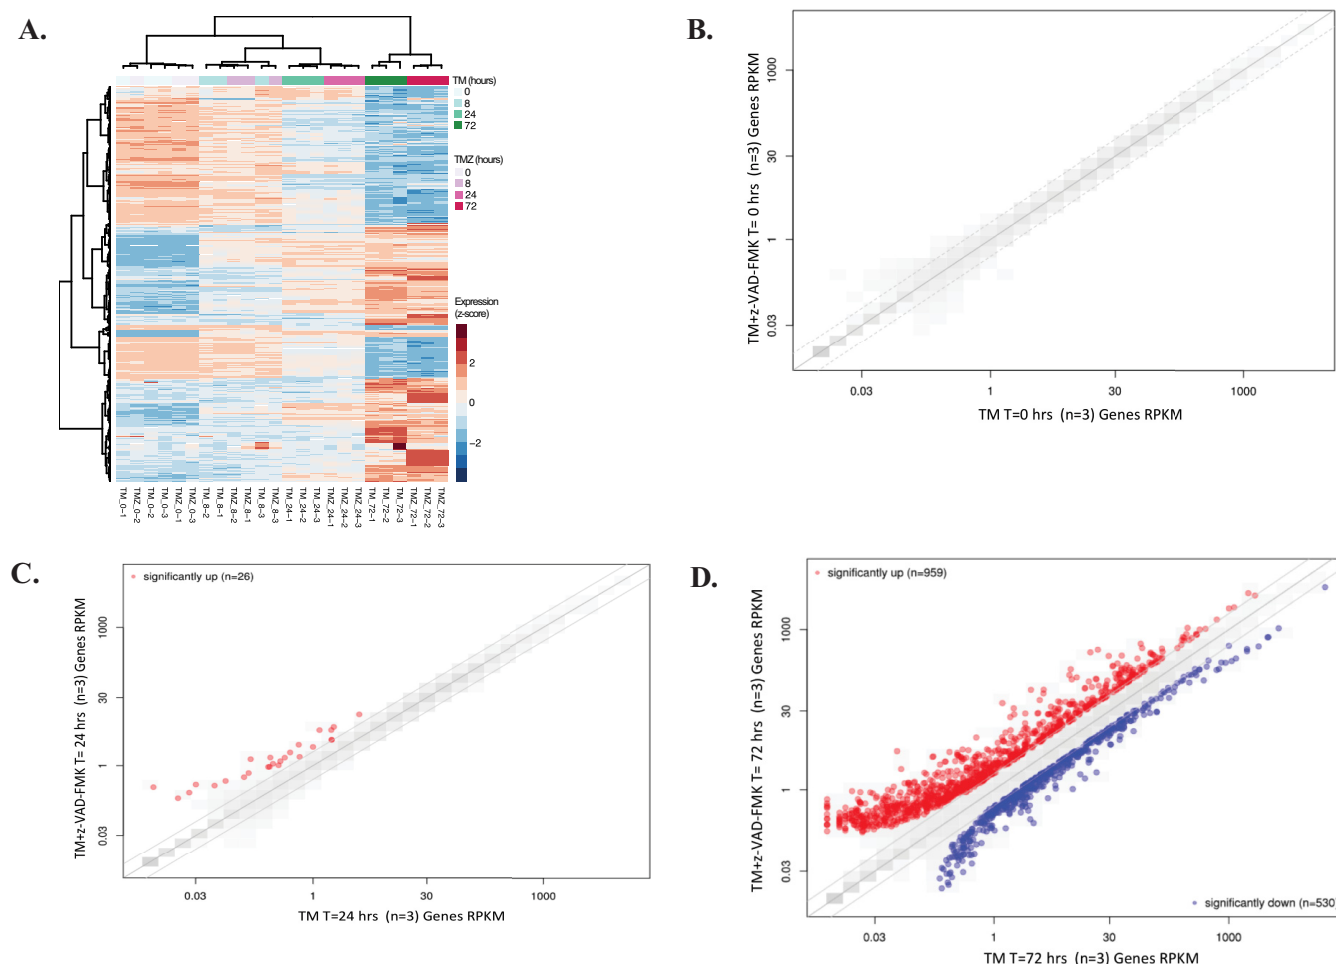 A.
TM (hours)
0
8
24
72
TMZ (hours)
0
8
24
72
Expression
(z-score)
2
0
−2
TM_0−1
TMZ_0−2
TM_0−2
TM_0−3
TMZ_0−1
TMZ_0−3
TM_8−2
TM_8−1
TMZ_8−2
TMZ_8−1
TM_8−3
TMZ_8−3
TM_24−1
TM_24−2
TM_24−3
TMZ_24−1
TMZ_24−2
TMZ_24−3
TM_72−1
TM_72−2
TM_72−3
TMZ_72−1
TMZ_72−2
TMZ_72−3
B.
TM+z-VAD-FMK T= 0 hrs (n=3) Genes RPKM
1000
30
1
0.03
0.03 1 30 1000
TM T=0 hrs (n=3) Genes RPKM
C.
significantly up (n=26)
TM+z-VAD-FMK T= 24 hrs (n=3) Genes RPKM
1000
30
1
0.03
0.03 1 30 1000
TM T=24 hrs (n=3) Genes RPKM
D.
significantly up (n=959)
TM+z-VAD-FMK T= 72 hrs (n=3) Genes RPKM
1000
30
1
0.03
significantly down (n=530)
0.03 1 30 1000
TM T=72 hrs (n=3) Genes RPKM